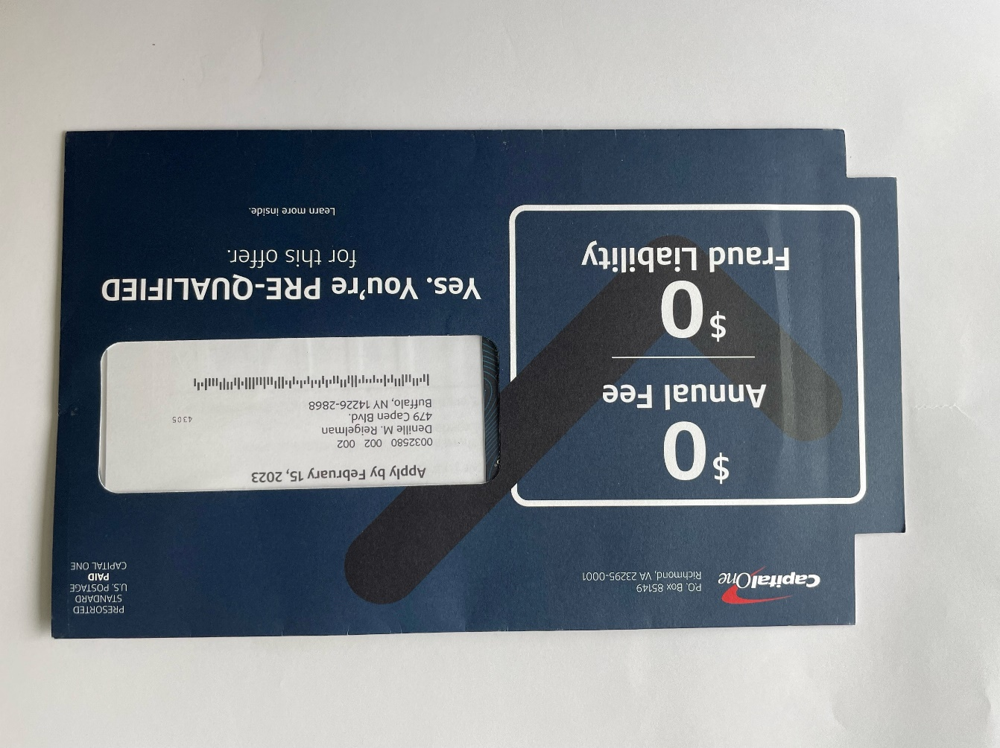 CapitalOne
P.O. Box 85149
Richmond, VA 23295-0001
PRESORTED
STANDARD
U.S. POSTAGE
PAID
CAPITAL ONE
$0
Annual Fee
$0
Fraud Liability
Apply by February 15, 2023
0032580 002 002
Denille M. Reigelman
479 Capen Blvd.
4305
Buffalo, NY 14226-2868
Yes. You're PRE-QUALIFIED
for this offer.
Learn more inside.